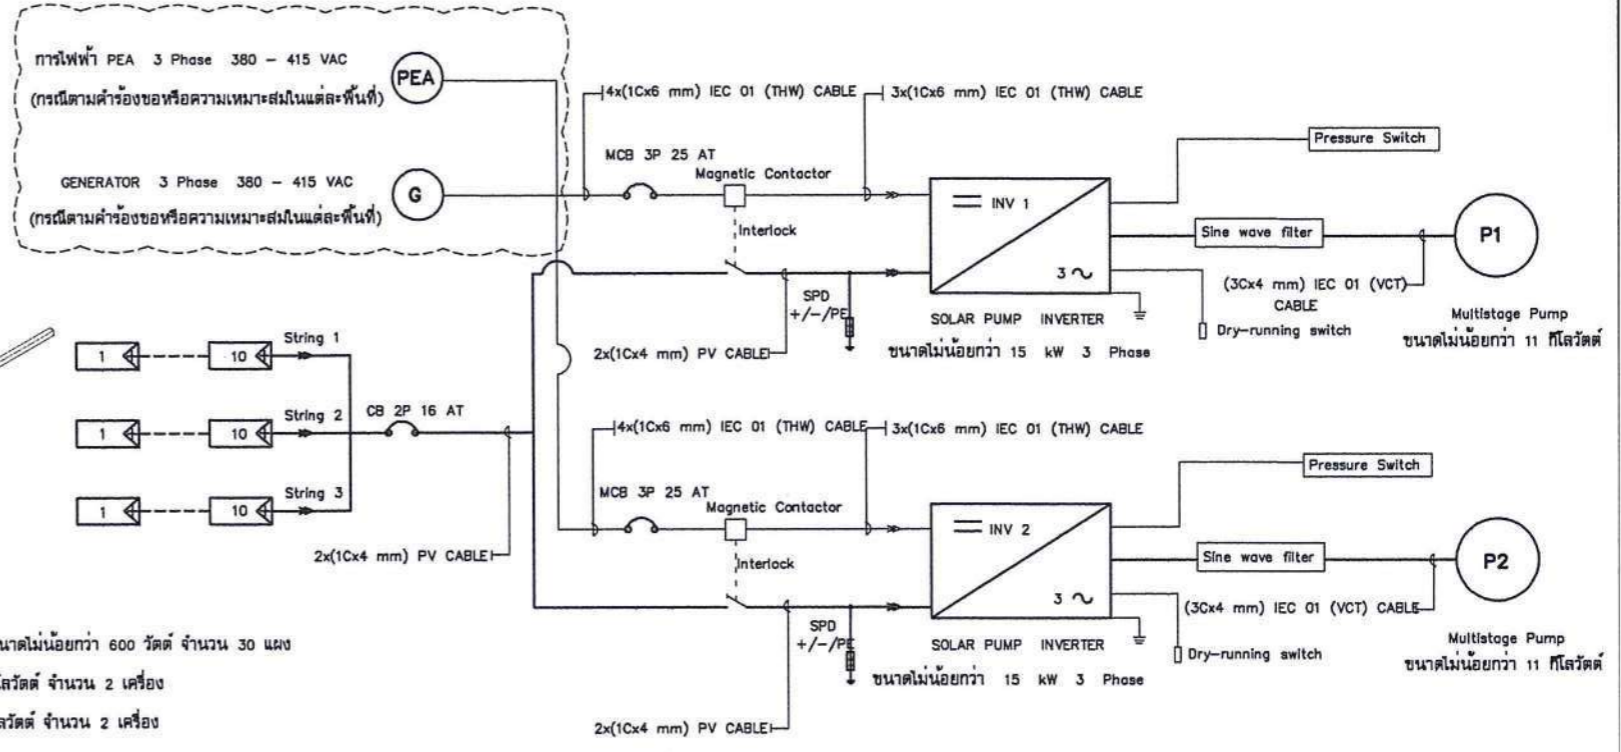 การไฟฟ้า PEA 3 Phase 380 - 415 VAC
(กรณีตามคำร้องขอหรือความเหมาะสมในแต่ละพื้นที่)
PEA
GENERATOR 3 Phase 380 - 415 VAC
(กรณีตามคำร้องขอหรือความเหมาะสมในแต่ละพื้นที่)
G
4x(1Cx6 mm) IEC 01 (THW) CABLE
3x(1Cx6 mm) IEC 01 (THW) CABLE
MCB 3P 25 AT
Magnetic Contactor
Interlock
INV 1
3 ~
Pressure Switch
Sine wave filter
P1
(3Cx4 mm) IEC 01 (VCT)
CABLE
SPD
+/-/PE
SOLAR PUMP INVERTER
ขนาดไม่น้อยกว่า 15 kW 3 Phase
Dry-running switch
Multistage Pump
ขนาดไม่น้อยกว่า 11 กิโลวัตต์
2x(1Cx4 mm) PV CABLE
1
10
String 1
1
10
String 2
CB 2P 16 AT
1
10
String 3
2x(1Cx4 mm) PV CABLE
4x(1Cx6 mm) IEC 01 (THW) CABLE
3x(1Cx6 mm) IEC 01 (THW) CABLE
MCB 3P 25 AT
Magnetic Contactor
Interlock
INV 2
3 ~
Pressure Switch
Sine wave filter
P2
(3Cx4 mm) IEC 01 (VCT) CABLE
SPD
+/-/PE
SOLAR PUMP INVERTER
ขนาดไม่น้อยกว่า 15 kW 3 Phase
Dry-running switch
Multistage Pump
ขนาดไม่น้อยกว่า 11 กิโลวัตต์
2x(1Cx4 mm) PV CABLE
นาดไม่น้อยกว่า 600 วัตต์ จำนวน 30 แผง
โลวัตต์ จำนวน 2 เครื่อง
ลวัตต์ จำนวน 2 เครื่อง